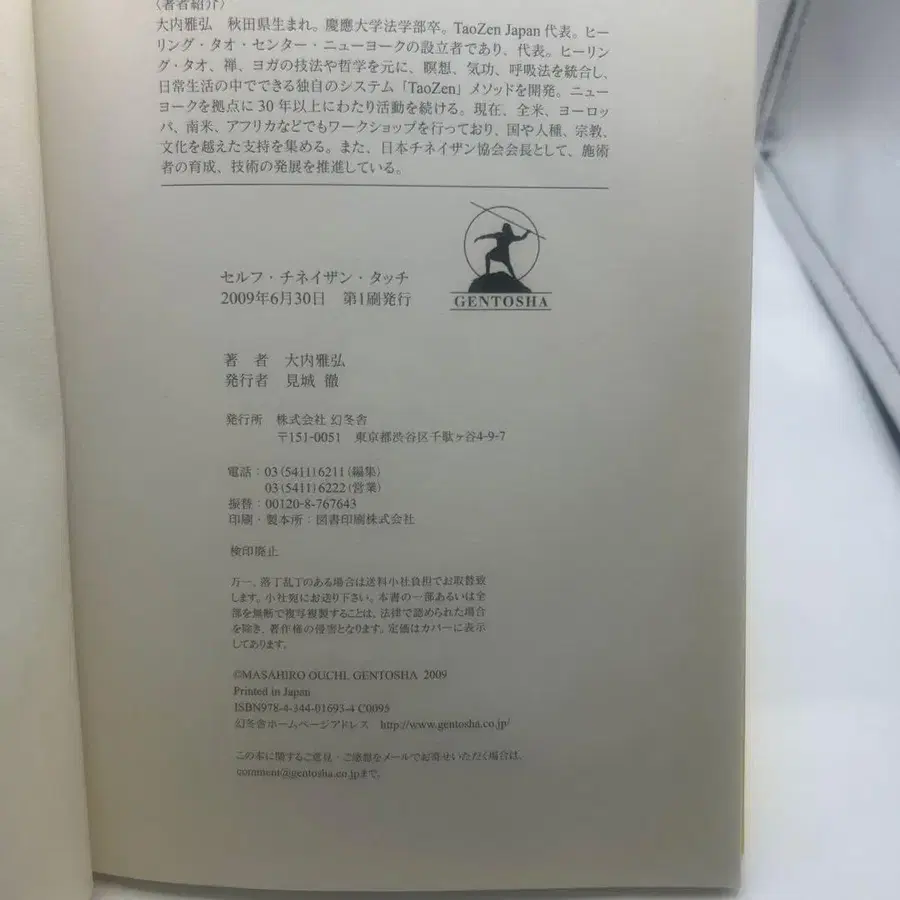 〈著者紹介〉
大内雅弘　秋田県生まれ。慶應大学法学部卒。TaoZen Japan 代表。ヒー
リング・タオ・センター・ニューヨークの設立者であり、代表。ヒーリン
グ・タオ、禅、ヨガの技法や哲学を元に、瞑想、気功、呼吸法を統合し、
日常生活の中でできる独自のシステム「TaoZen」メソッドを開発。ニュー
ヨークを拠点に 30 年以上にわたり活動を続ける。現在、全米、ヨーロッ
パ、南米、アフリカなどでもワークショップを行っており、国や人種、宗教、
文化を越えた支持を集める。また、日本チネイザン協会会長として、施術
者の育成、技術の発展を推進している。
GENTOSHA
セルフ・チネイザン・タッチ
2009年6月30日　第1刷発行
著　者　大内雅弘
発行者　見城 徹
発行所　株式会社 幻冬舎
〒151-0051　東京都渋谷区千駄ヶ谷4-9-7
電話：03(5411)6211(編集)
03(5411)6222(営業)
振替：00120-8-767643
印刷・製本所：図書印刷株式会社
検印廃止
万一、落丁乱丁のある場合は送料小社負担でお取替致
します。小社宛にお送り下さい。本書の一部あるいは全
部を無断で複写複製することは、法律で認められた場合
を除き、著作権の侵害となります。定価はカバーに表示
してあります。
©MASAHIRO OUCHI, GENTOSHA 2009
Printed in Japan
ISBN978-4-344-01693-4 C0095
幻冬舎ホームページアドレス　http://www.gentosha.co.jp/
この本に関するご意見・ご感想をメールでお寄せいただく場合は、
comment@gentosha.co.jpまで。